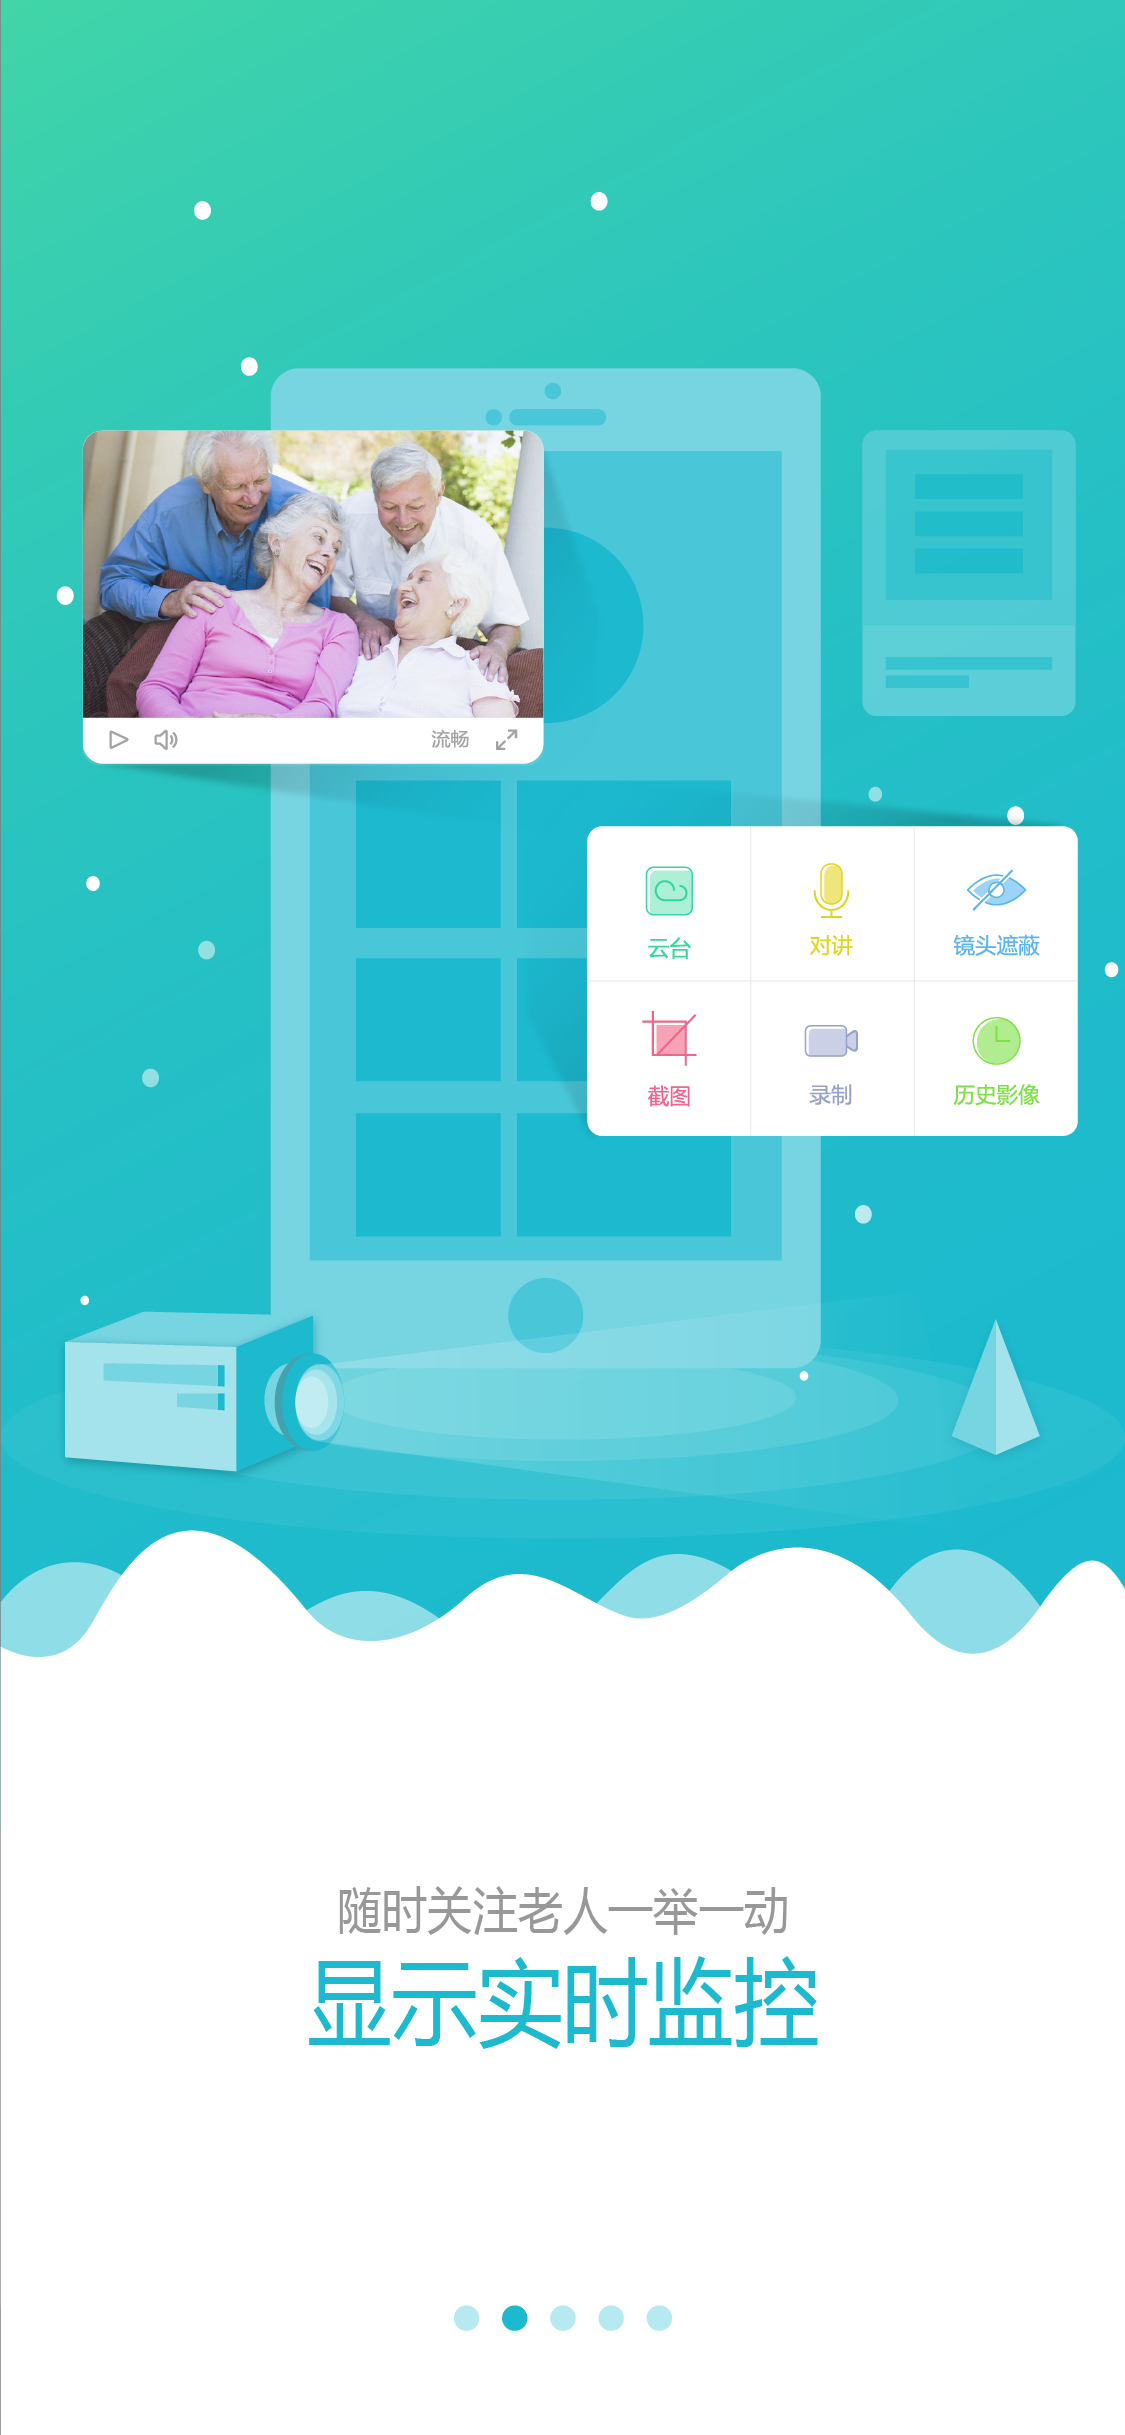 流畅
云台
对讲
镜头遮蔽
截图
录制
历史影像
随时关注老人一举一动
显示实时监控